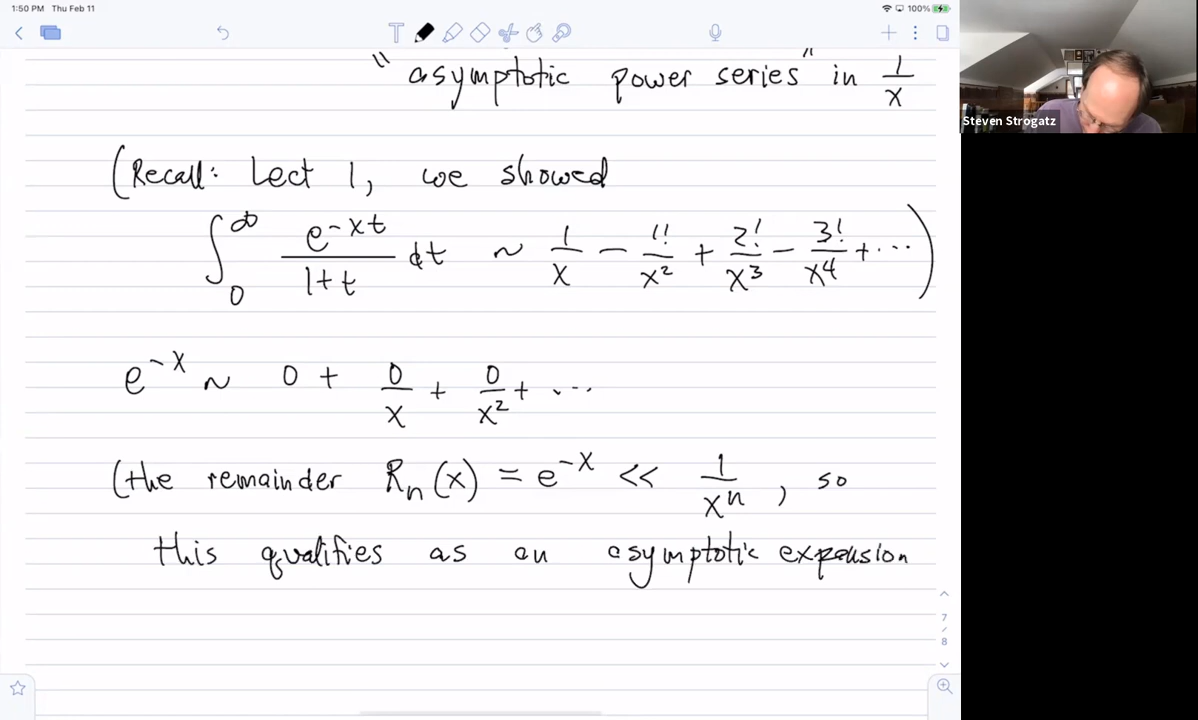 1:50 PM Thu Feb 11
100%
"asymptotic power series" in 1/x
Steven Strogatz
(Recall: Lect 1, we showed
∫₀^∞ e^{-xt}/(1+t) dt ~ 1/x - 1!/x² + 2!/x³ - 3!/x⁴ + ...)
e^{-x} ~ 0 + 0/x + 0/x² + ...
(the remainder Rₙ(x) = e^{-x} << 1/xⁿ, so
this qualifies as an asymptotic expansion
7
/
8